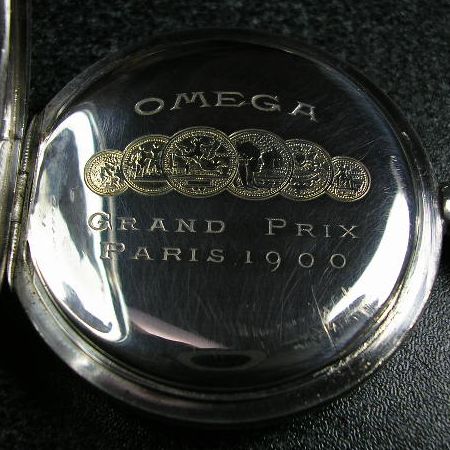 OMEGA
GRAND PRIX
PARIS 1900